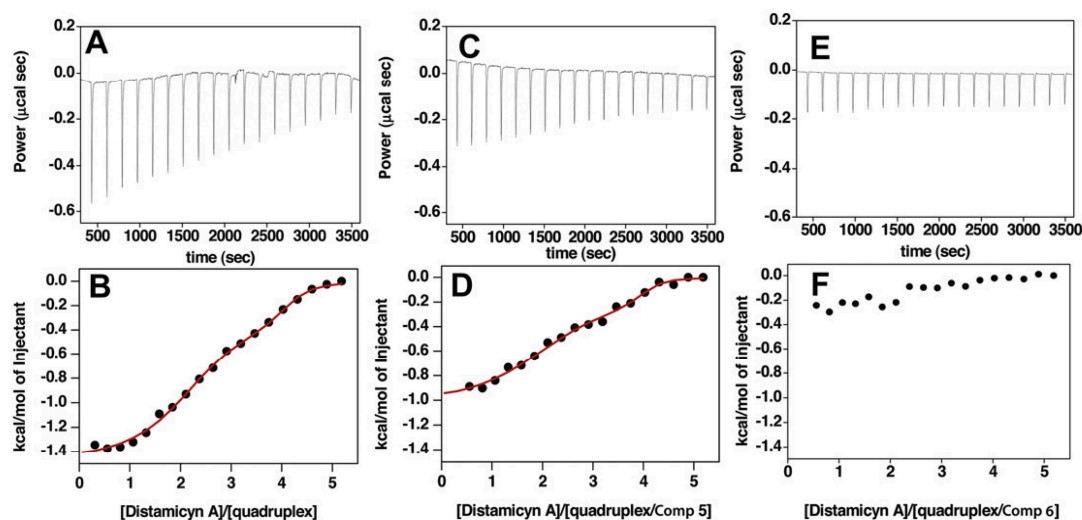 A
0.2
0.0
-0.2
-0.4
-0.6
Power (µcal sec)
500 1000 1500 2000 2500 3000 3500
time (sec)
C
0.2
0.0
-0.2
-0.4
-0.6
Power (µcal sec)
500 1000 1500 2000 2500 3000 3500
time (sec)
E
0.2
0.0
-0.2
-0.4
-0.6
Power (µcal sec)
500 1000 1500 2000 2500 3000 3500
time (sec)
B
0.0
-0.2
-0.4
-0.6
-0.8
-1.0
-1.2
-1.4
kcal/mol of Injectant
0 1 2 3 4 5
[Distamicyn A]/[quadruplex]
D
0.0
-0.2
-0.4
-0.6
-0.8
-1.0
-1.2
-1.4
kcal/mol of Injectant
0 1 2 3 4 5
[Distamicyn A]/[quadruplex/Comp 5]
F
0.0
-0.2
-0.4
-0.6
-0.8
-1.0
-1.2
-1.4
kcal/mol of injectant
0 1 2 3 4 5
[Distamicyn A]/[quadruplex/Comp 6]